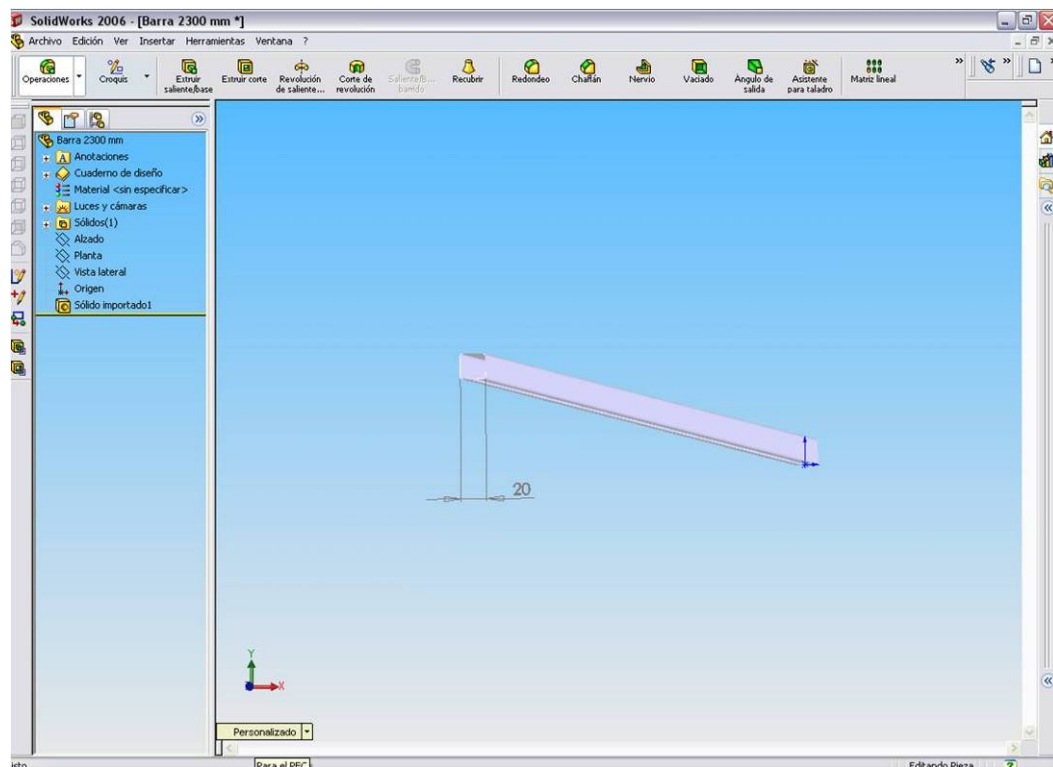 SolidWorks 2006 - [Barra 2300 mm *]
Archivo Edición Ver Insertar Herramientas Ventana ?
Operaciones
Croquis
Extruir saliente/base
Extruir corte
Revolución de saliente...
Corte de revolución
Saliente/B... barrido
Recubrir
Redondeo
Chaflán
Nervio
Vaciado
Ángulo de salida
Asistente para taladro
Matriz lineal
Barra 2300 mm
Anotaciones
Cuaderno de diseño
Material <sin especificar>
Luces y cámaras
Sólidos(1)
Alzado
Planta
Vista lateral
Origen
Sólido importado1
20
Y
X
Personalizado
Para el PFC
Editando Pieza